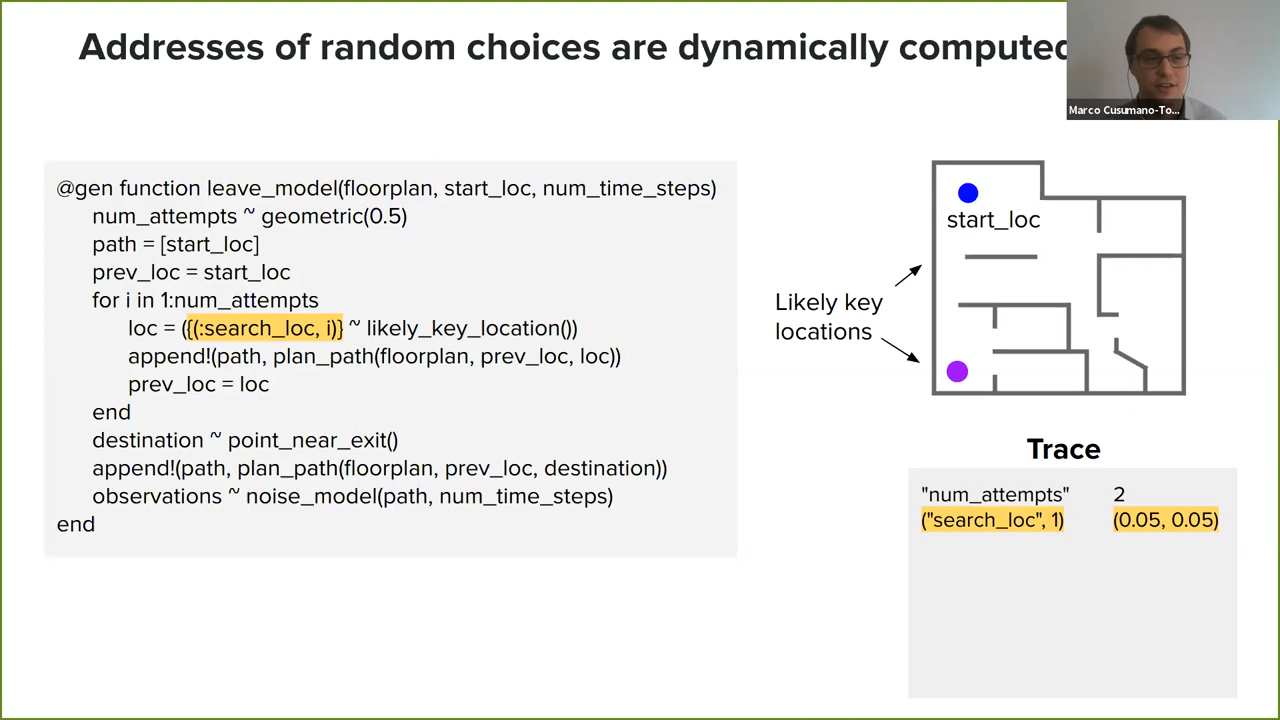 Addresses of random choices are dynamically computed
Marco Cusumano-To...
@gen function leave_model(floorplan, start_loc, num_time_steps)
num_attempts ~ geometric(0.5)
path = [start_loc]
prev_loc = start_loc
for i in 1:num_attempts
loc = ({(:search_loc, i)} ~ likely_key_location())
append!(path, plan_path(floorplan, prev_loc, loc))
prev_loc = loc
end
destination ~ point_near_exit()
append!(path, plan_path(floorplan, prev_loc, destination))
observations ~ noise_model(path, num_time_steps)
end
start_loc
Likely key
locations
Trace
"num_attempts" 2
("search_loc", 1) (0.05, 0.05)